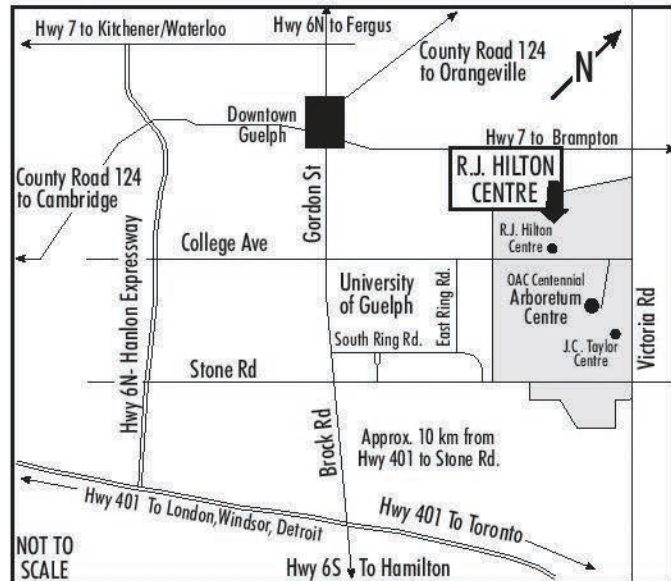 Hwy 7 to Kitchener/Waterloo
Hwy 6N to Fergus
County Road 124
to Orangeville
N
Downtown
Guelph
Hwy 7 to Brampton
R.J. HILTON
CENTRE
County Road 124
to Cambridge
Gordon St
R.J. Hilton
Centre
College Ave
University
of Guelph
East Ring Rd.
OAC Centennial
Arboretum
Centre
Victoria Rd
Hwy 6N- Hanlon Expressway
South Ring Rd.
J.C. Taylor
Centre
Stone Rd
Brock Rd
Approx. 10 km from
Hwy 401 to Stone Rd.
Hwy 401 To London,Windsor, Detroit
Hwy 401 To Toronto
NOT TO
SCALE
Hwy 6S To Hamilton